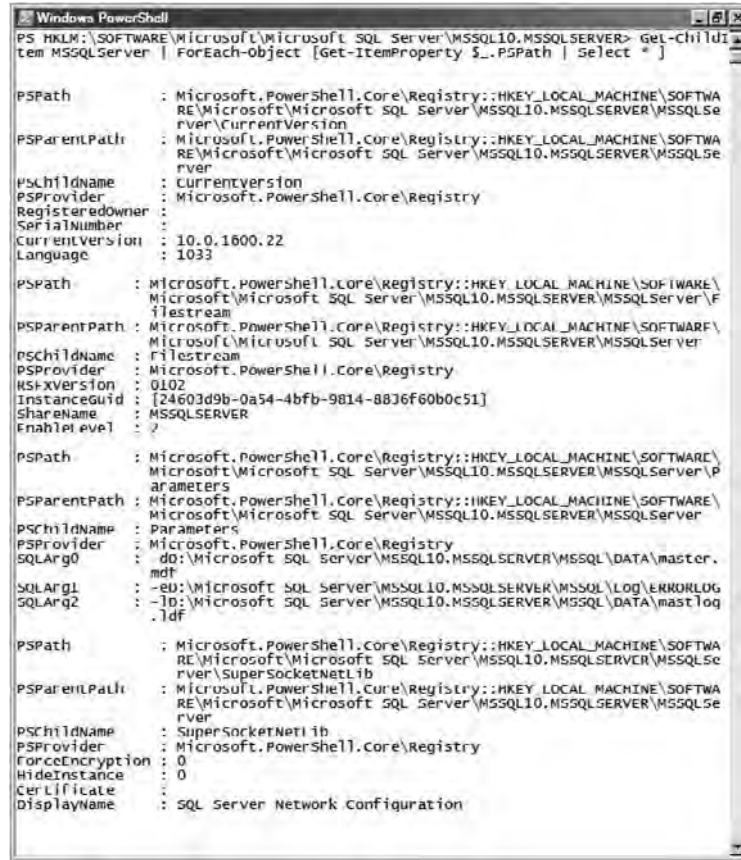 Windows PowerShell
PS HKLM:\SOFTWARE\Microsoft\Microsoft SQL Server\MSSQL10.MSSQLSERVER> Get-ChildI
tem MSSQLServer | ForEach-Object [Get-ItemProperty $_.PSPath | Select * ]
PSPath : Microsoft.PowerShell.Core\Registry::HKEY_LOCAL_MACHINE\SOFTWA
RE\Microsoft\Microsoft SQL Server\MSSQL10.MSSQLSERVER\MSSQLSe
rver\CurrentVersion
PSParentPath : Microsoft.PowerShell.Core\Registry::HKEY_LOCAL_MACHINE\SOFTWA
RE\Microsoft\Microsoft SQL Server\MSSQL10.MSSQLSERVER\MSSQLSe
rver
PSChildName : CurrentVersion
PSProvider : Microsoft.PowerShell.Core\Registry
RegisteredOwner :
SerialNumber :
CurrentVersion : 10.0.1600.22
Language : 1033
PSPath : Microsoft.PowerShell.Core\Registry::HKEY_LOCAL_MACHINE\SOFTWARE\
Microsoft\Microsoft SQL Server\MSSQL10.MSSQLSERVER\MSSQLServer\F
ilestream
PSParentPath : Microsoft.PowerShell.Core\Registry::HKEY_LOCAL_MACHINE\SOFTWARE\
Microsoft\Microsoft SQL Server\MSSQL10.MSSQLSERVER\MSSQLServer
PSChildName : Filestream
PSProvider : Microsoft.PowerShell.Core\Registry
RsFxVersion : 0102
InstanceGuid : [24603d9b-0a54-4bfb-9814-8836f60b0c51]
ShareName : MSSQLSERVER
EnableLevel : 2
PSPath : Microsoft.PowerShell.Core\Registry::HKEY_LOCAL_MACHINE\SOFTWARE\
Microsoft\Microsoft SQL Server\MSSQL10.MSSQLSERVER\MSSQLServer\P
arameters
PSParentPath : Microsoft.PowerShell.Core\Registry::HKEY_LOCAL_MACHINE\SOFTWARE\
Microsoft\Microsoft SQL Server\MSSQL10.MSSQLSERVER\MSSQLServer
PSChildName : Parameters
PSProvider : Microsoft.PowerShell.Core\Registry
SQLArg0 : -dD:\Microsoft SQL Server\MSSQL10.MSSQLSERVER\MSSQL\DATA\master.
mdf
SQLArg1 : -eD:\Microsoft SQL Server\MSSQL10.MSSQLSERVER\MSSQL\Log\ERRORLOG
SQLArg2 : -lD:\Microsoft SQL Server\MSSQL10.MSSQLSERVER\MSSQL\DATA\mastlog
.ldf
PSPath : Microsoft.PowerShell.Core\Registry::HKEY_LOCAL_MACHINE\SOFTWA
RE\Microsoft\Microsoft SQL Server\MSSQL10.MSSQLSERVER\MSSQLSe
rver\SuperSocketNetLib
PSParentPath : Microsoft.PowerShell.Core\Registry::HKEY_LOCAL_MACHINE\SOFTWA
RE\Microsoft\Microsoft SQL Server\MSSQL10.MSSQLSERVER\MSSQLSe
rver
PSChildName : SuperSocketNetLib
PSProvider : Microsoft.PowerShell.Core\Registry
ForceEncryption : 0
HideInstance : 0
Certificate :
DisplayName : SQL Server Network Configuration